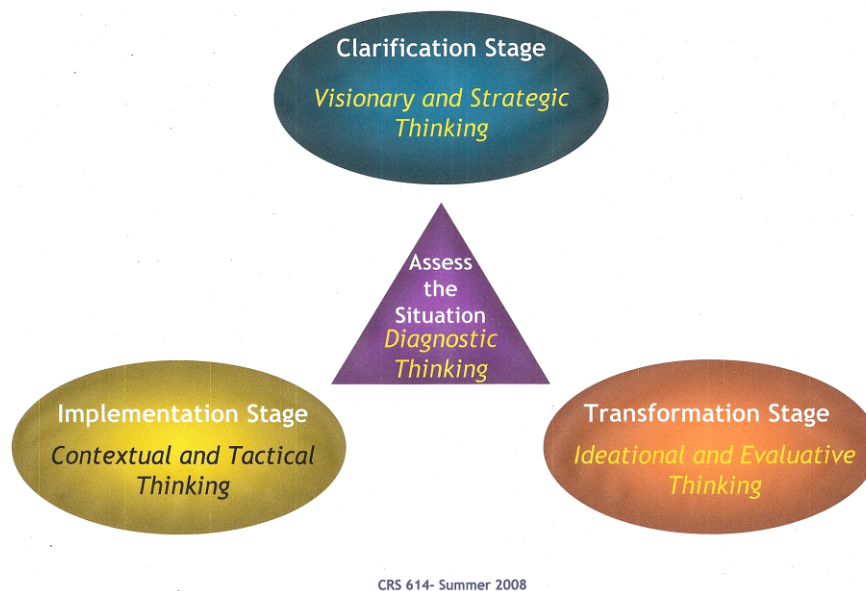 Clarification Stage
Visionary and Strategic
Thinking
Assess
the
Situation
Diagnostic
Thinking
Implementation Stage
Contextual and Tactical
Thinking
Transformation Stage
Ideational and Evaluative
Thinking
CRS 614- Summer 2008